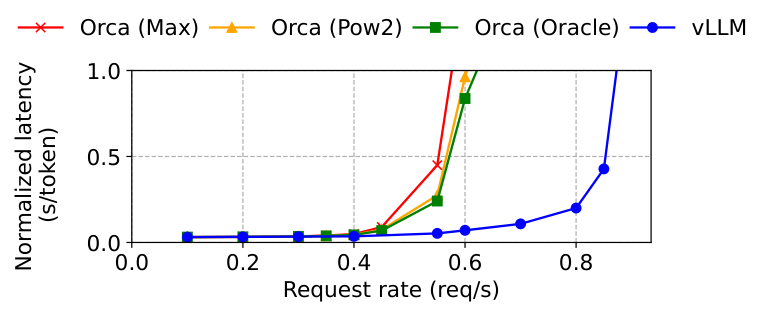 Orca (Max) Orca (Pow2) Orca (Oracle) vLLM
Normalized latency
(s/token)
1.0
0.5
0.0
0.0 0.2 0.4 0.6 0.8
Request rate (req/s)